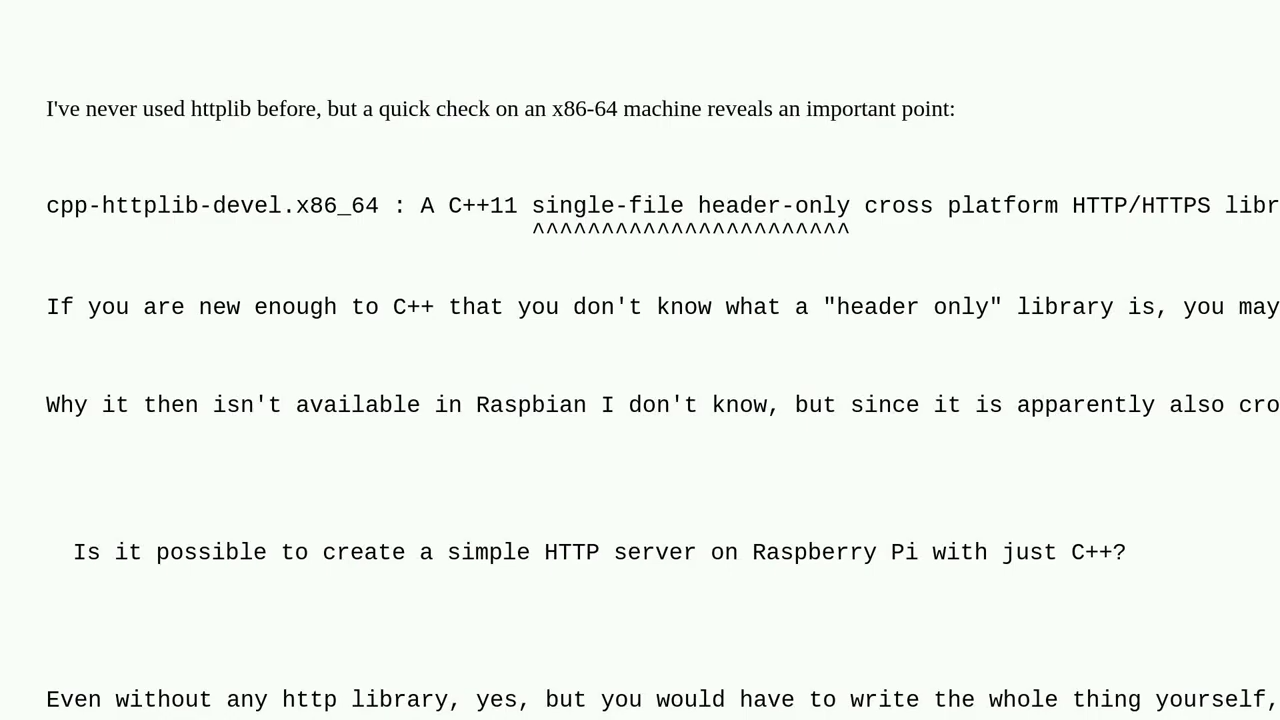 I've never used httplib before, but a quick check on an x86-64 machine reveals an important point:
cpp-httplib-devel.x86_64 : A C++11 single-file header-only cross platform HTTP/HTTPS libr
^^^^^^^^^^^^^^^^^^^^^^^
If you are new enough to C++ that you don't know what a "header only" library is, you may
Why it then isn't available in Raspbian I don't know, but since it is apparently also cro
Is it possible to create a simple HTTP server on Raspberry Pi with just C++?
Even without any http library, yes, but you would have to write the whole thing yourself,